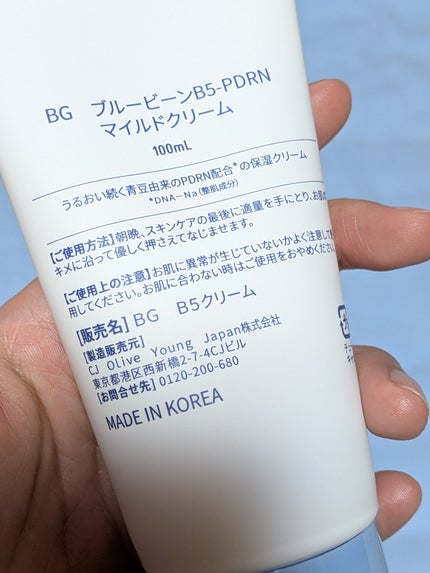 BG ブルービーンB5-PDRN
マイルドクリーム
100mL
うるおい続く青豆由来のPDRN配合*の保湿クリーム
*DNA-Na(整肌成分)
【ご使用方法】朝晩、スキンケアの最後に適量を手にとり、お肌の
キメに沿って優しく押さえてなじませます。
【ご使用上の注意】お肌に異常が生じていないかよく注意して
用してください。お肌に合わない時はご使用をおやめください
[販売名] BG B5クリーム
[製造販売元]
CJ Olive Young Japan株式会社
東京都港区西新橋2-7-4CJビル
[お問合せ先] 0120-200-680
MADE IN KOREA